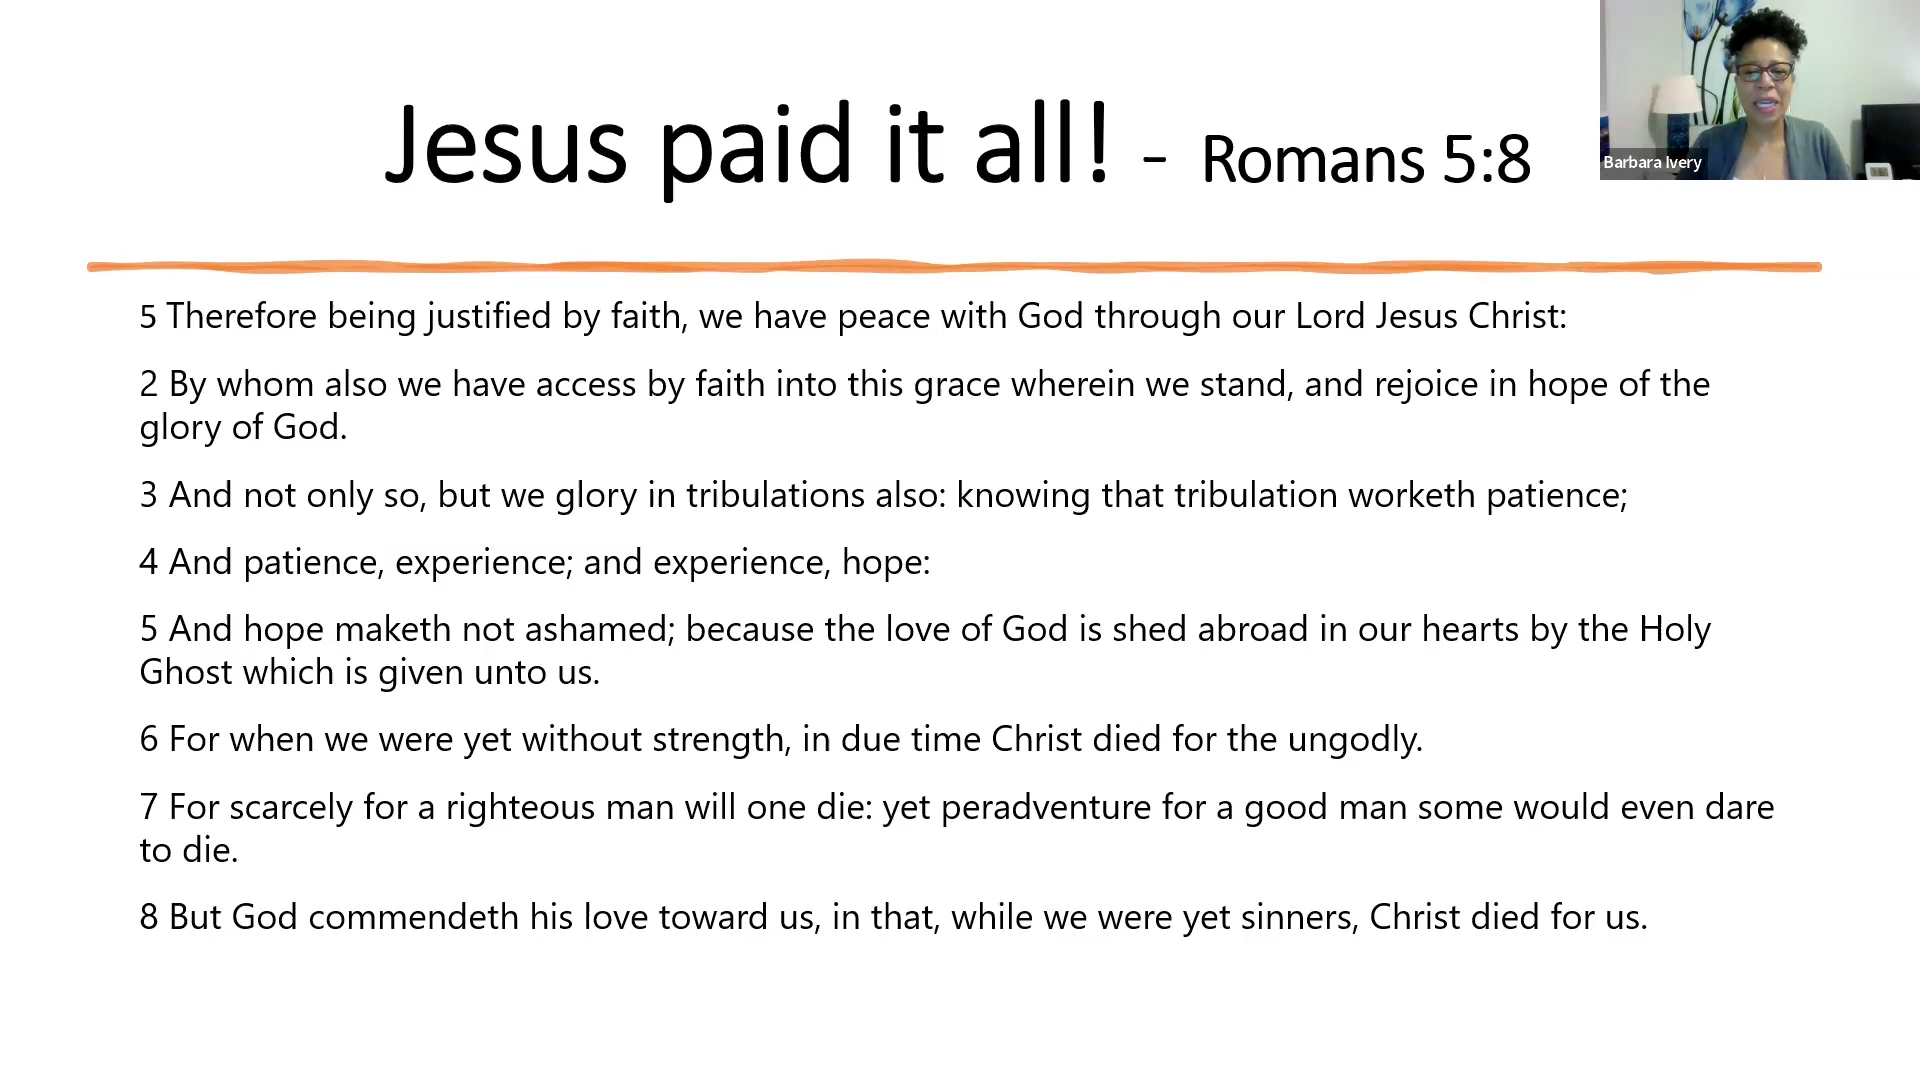 Jesus paid it all! - Romans 5:8
Barbara Ivery
5 Therefore being justified by faith, we have peace with God through our Lord Jesus Christ:
2 By whom also we have access by faith into this grace wherein we stand, and rejoice in hope of the
glory of God.
3 And not only so, but we glory in tribulations also: knowing that tribulation worketh patience;
4 And patience, experience; and experience, hope:
5 And hope maketh not ashamed; because the love of God is shed abroad in our hearts by the Holy
Ghost which is given unto us.
6 For when we were yet without strength, in due time Christ died for the ungodly.
7 For scarcely for a righteous man will one die: yet peradventure for a good man some would even dare
to die.
8 But God commendeth his love toward us, in that, while we were yet sinners, Christ died for us.